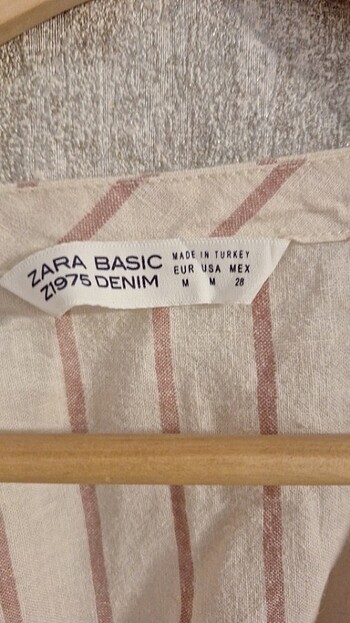 ZARA BASIC
Z1975 DENIM
MADE IN TURKEY
EUR USA MEX
M M 28